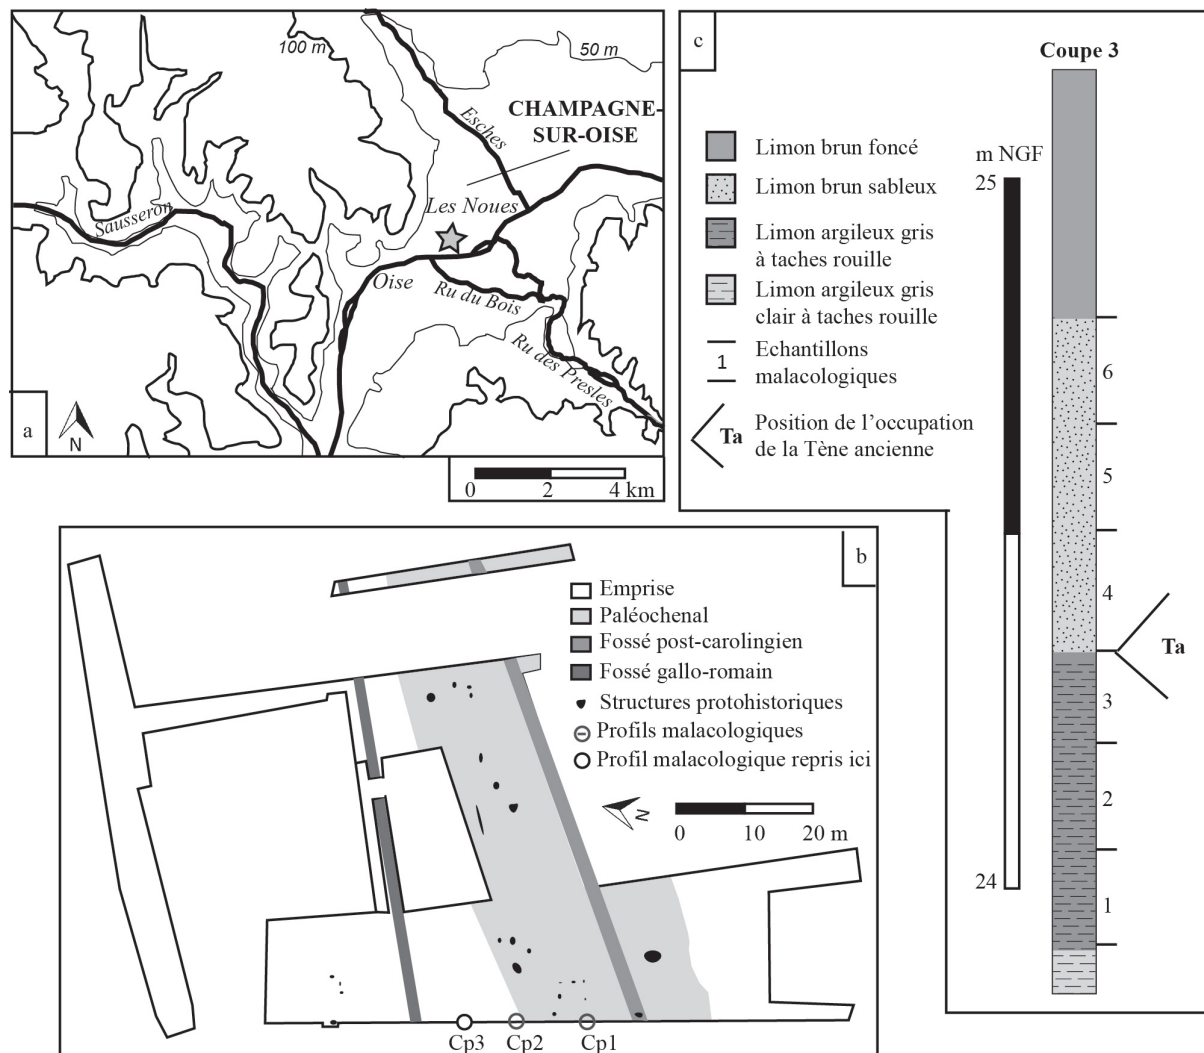 100 m
50 m
Esches
CHAMPAGNE-
SUR-OISE
Les Noues
Sausseron
Oise
Ru du Bois
Ru des Presles
a
N
0 2 4 km
c
Coupe 3
Limon brun foncé
Limon brun sableux
Limon argileux gris
à taches rouille
Limon argileux gris
clair à taches rouille
1
Echantillons
malacologiques
Ta
Position de l’occupation
de la Tène ancienne
m NGF
25
24
6
5
4
3
2
1
Ta
b
Emprise
Paléochenal
Fossé post-carolingien
Fossé gallo-romain
Structures protohistoriques
Profils malacologiques
Profil malacologique repris ici
N
0 10 20 m
Cp3 Cp2 Cp1